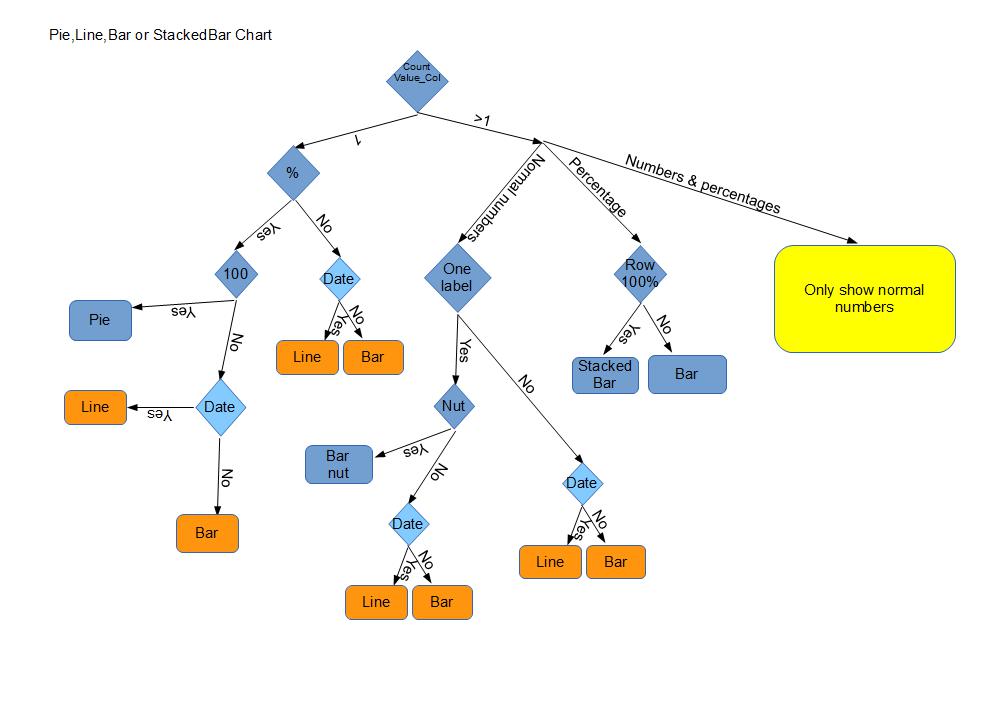 Pie,Line,Bar or StackedBar Chart
Count
Value_Col
1
>1
%
Normal numbers
Percentage
Numbers & percentages
Yes
No
100
Date
One
label
Row
100%
Only show normal
numbers
Pie
Yes
No
Yes
No
Line
Bar
Yes
No
Yes
No
Stacked
Bar
Bar
Line
Yes
Date
Nut
No
Bar
nut
Yes
No
Date
Bar
Date
Yes
No
Line
Bar
Yes
No
Line
Bar